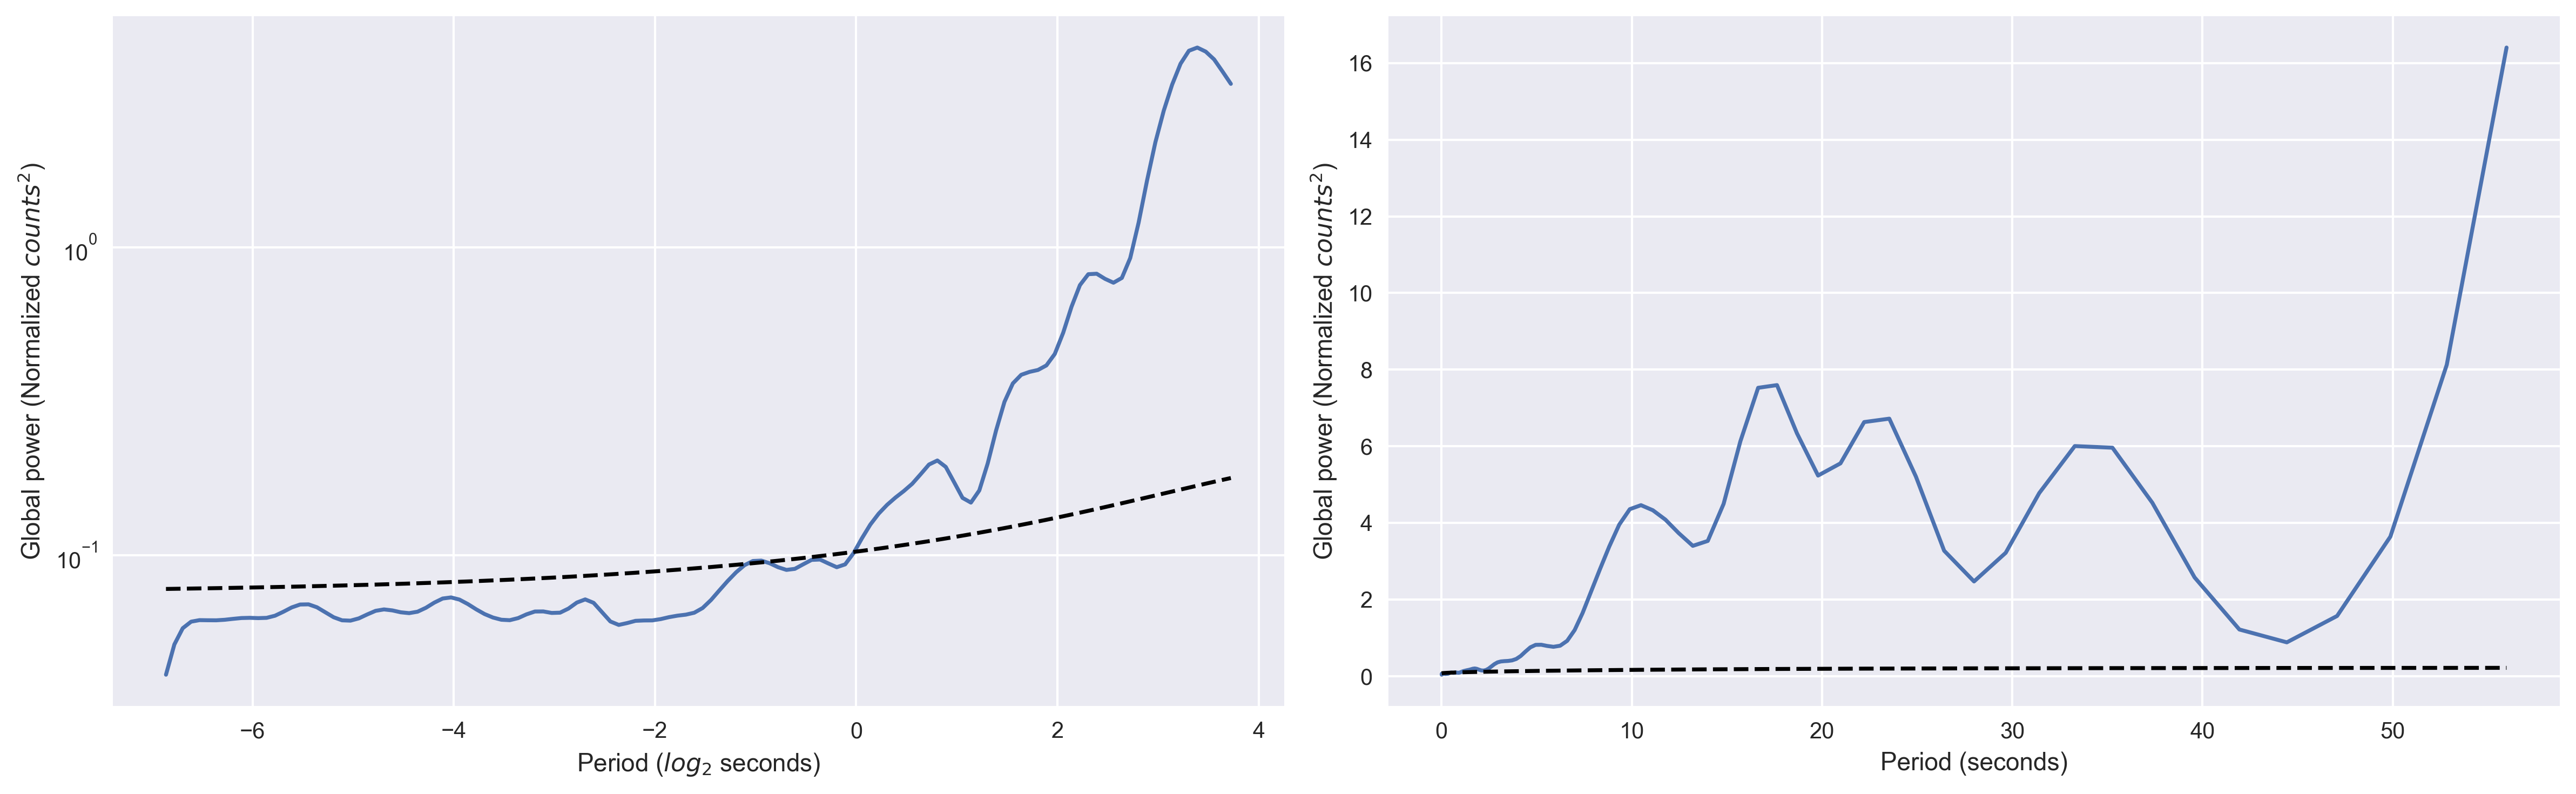 Global power (Normalized counts²)
10⁰
10⁻¹
−6 −4 −2 0 2 4
Period (log₂ seconds)
Global power (Normalized counts²)
16
14
12
10
8
6
4
2
0
0 10 20 30 40 50
Period (seconds)